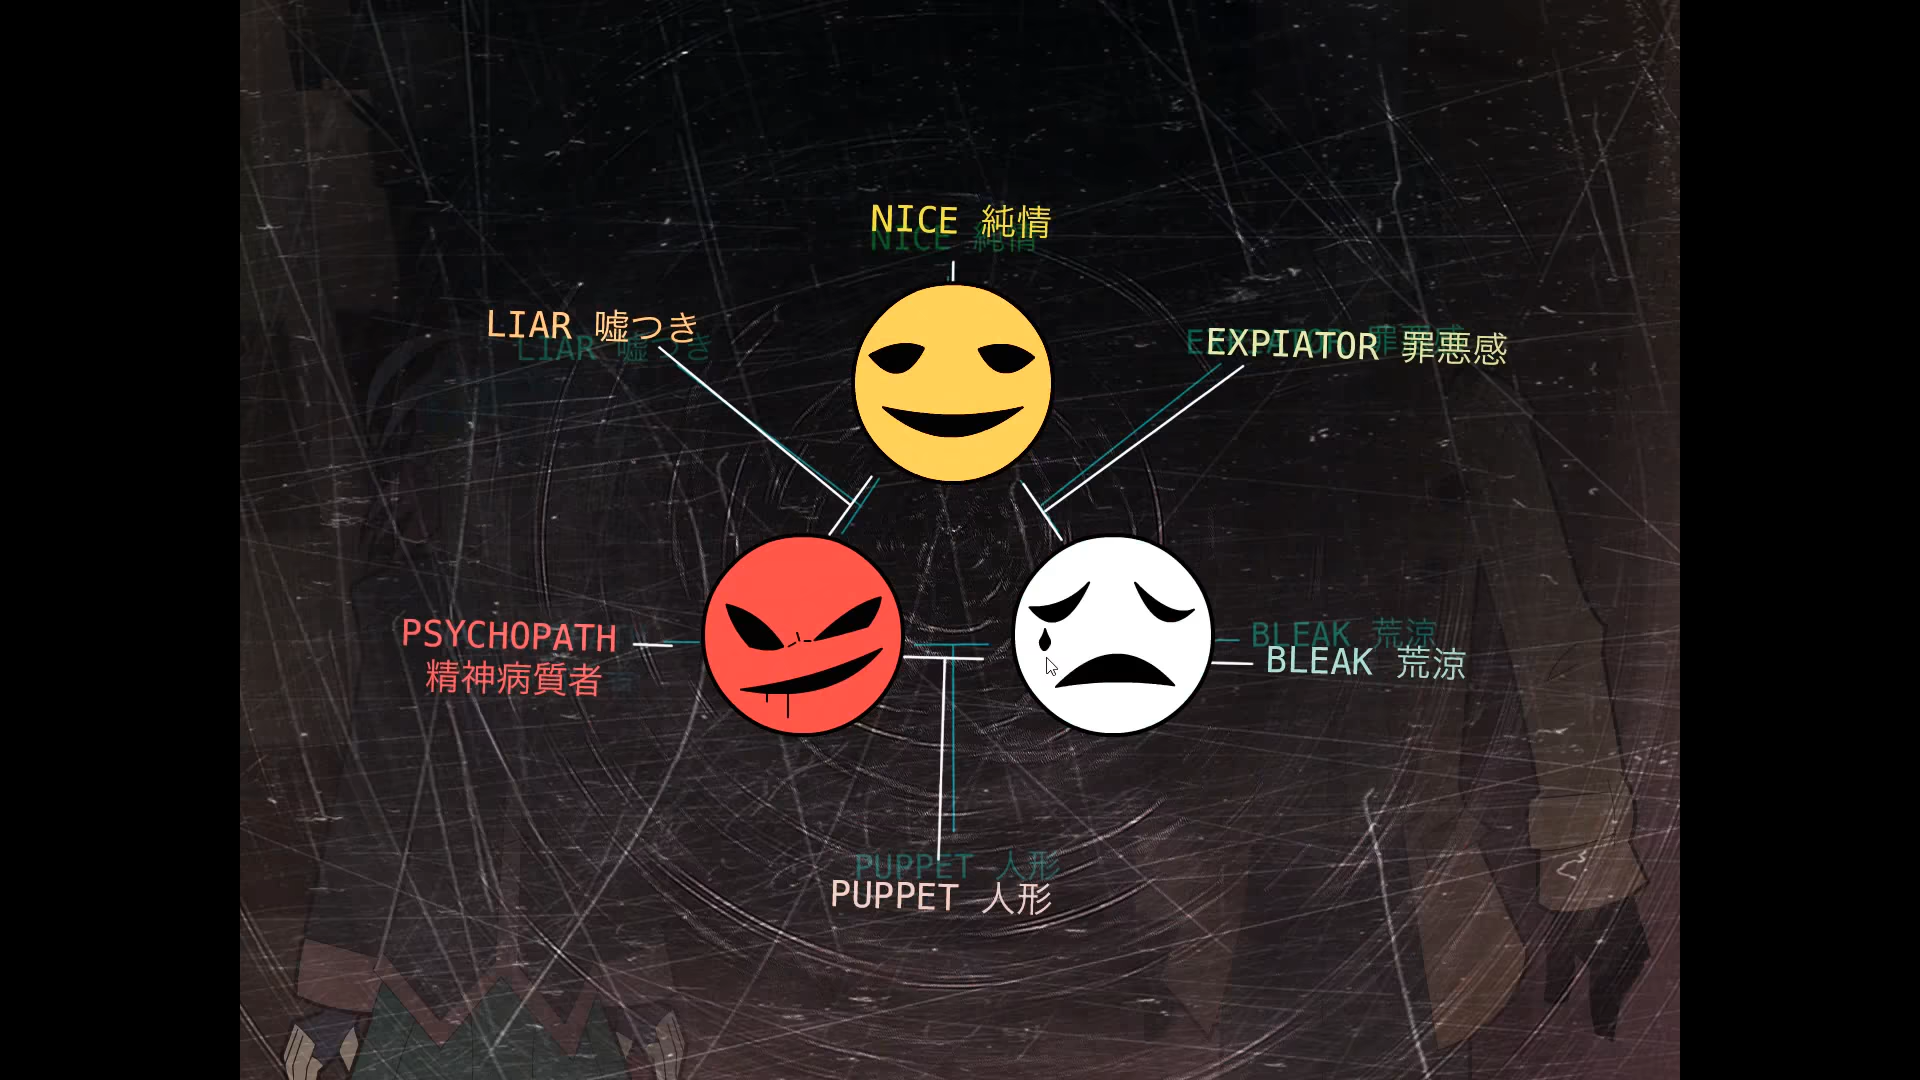 NICE 純情
LIAR 嘘つき
EXPIATOR 罪悪感
PSYCHOPATH
精神病質者
BLEAK 荒涼
PUPPET 人形